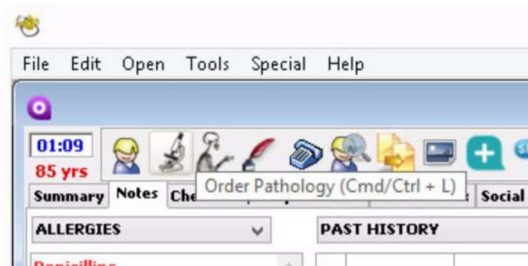 File Edit Open Tools Special Help
01:09
85 yrs
Order Pathology (Cmd/Ctrl + L)
Summary Notes Social
ALLERGIES PAST HISTORY
Penicillin